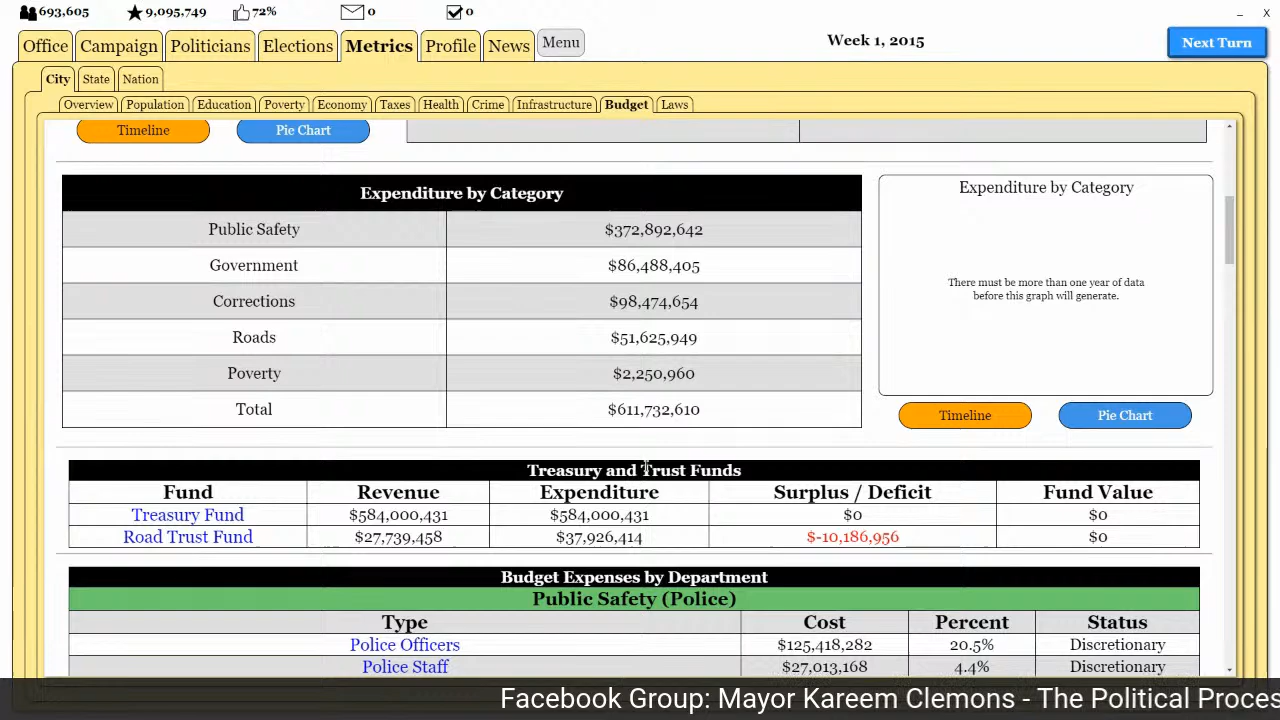 693,605 9,095,749 72% 0 0 – X
Office Campaign Politicians Elections Metrics Profile News Menu Week 1, 2015 Next Turn
City State Nation
Overview Population Education Poverty Economy Taxes Health Crime Infrastructure Budget Laws
Timeline Pie Chart
Expenditure by Category
Public Safety $372,892,642
Government $86,488,405
Corrections $98,474,654
Roads $51,625,949
Poverty $2,250,960
Total $611,732,610
Expenditure by Category
There must be more than one year of data
before this graph will generate.
Timeline Pie Chart
Treasury and Trust Funds
Fund Revenue Expenditure Surplus / Deficit Fund Value
Treasury Fund $584,000,431 $584,000,431 $0 $0
Road Trust Fund $27,739,458 $37,926,414 $-10,186,956 $0
Budget Expenses by Department
Public Safety (Police)
Type Cost Percent Status
Police Officers $125,418,282 20.5% Discretionary
Police Staff $27,013,168 4.4% Discretionary
Facebook Group: Mayor Kareem Clemons - The Political Proces